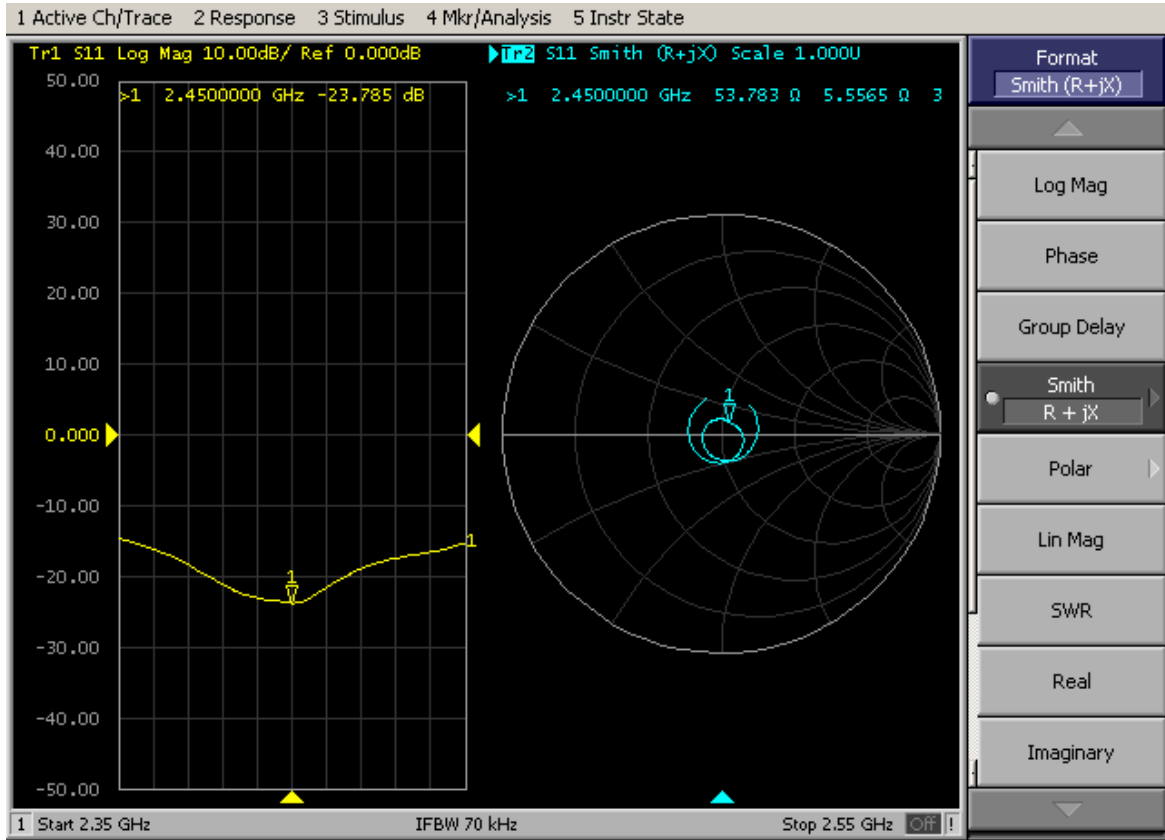 1 Active Ch/Trace 2 Response 3 Stimulus 4 Mkr/Analysis 5 Instr State
Tr1 S11 Log Mag 10.00dB/ Ref 0.000dB
50.00
>1 2.4500000 GHz -23.785 dB
40.00
30.00
20.00
10.00
0.000
-10.00
-20.00
-30.00
-40.00
-50.00
1
1
Tr2 S11 Smith (R+jX) Scale 1.000U
>1 2.4500000 GHz 53.783 Ω 5.5565 Ω 3
1
Format
Smith (R+jX)
Log Mag
Phase
Group Delay
Smith
R + jX
Polar
Lin Mag
SWR
Real
Imaginary
1 Start 2.35 GHz IFBW 70 kHz Stop 2.55 GHz Off !